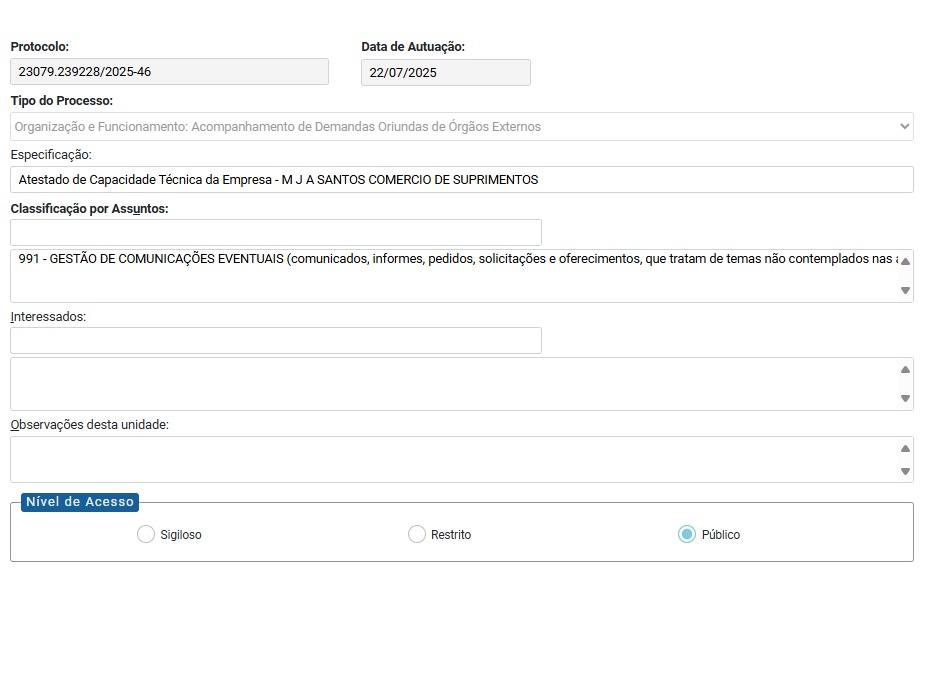 Protocolo:
Data de Autuação:
23079.239228/2025-46
22/07/2025
Tipo do Processo:
Organização e Funcionamento: Acompanhamento de Demandas Oriundas de Órgãos Externos
Especificação:
Atestado de Capacidade Técnica da Empresa - M J A SANTOS COMERCIO DE SUPRIMENTOS
Classificação por Assuntos:
991 - GESTÃO DE COMUNICAÇÕES EVENTUAIS (comunicados, informes, pedidos, solicitações e oferecimentos, que tratam de temas não contemplados nas
Interessados:
Observações desta unidade:
Nível de Acesso
Sigiloso
Restrito
Público